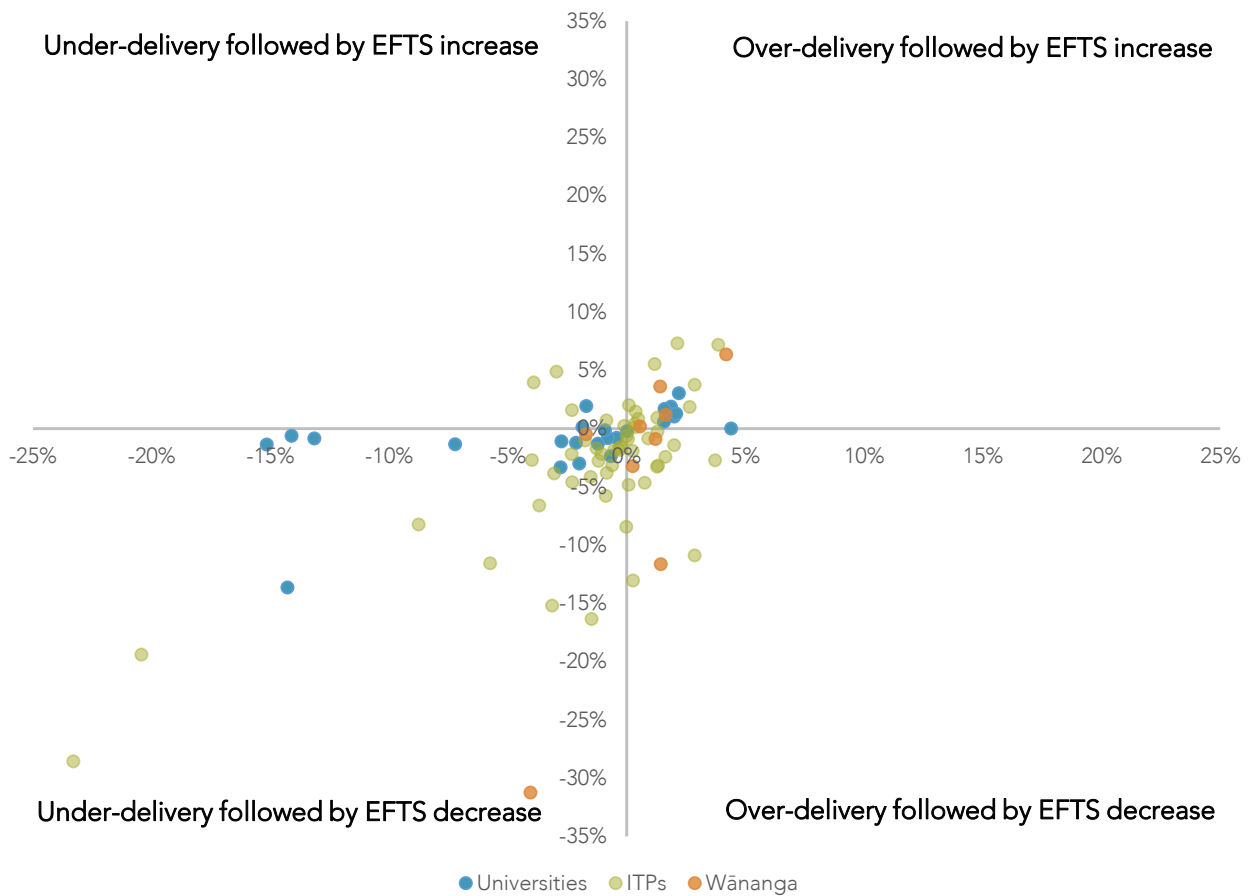 35%
Under-delivery followed by EFTS increase
Over-delivery followed by EFTS increase
30%
25%
20%
15%
10%
5%
0%
-25% -20% -15% -10% -5% 0% 5% 10% 15% 20% 25%
-5%
-10%
-15%
-20%
-25%
-30%
Under-delivery followed by EFTS decrease
Over-delivery followed by EFTS decrease
-35%
Universities ITPs Wānanga